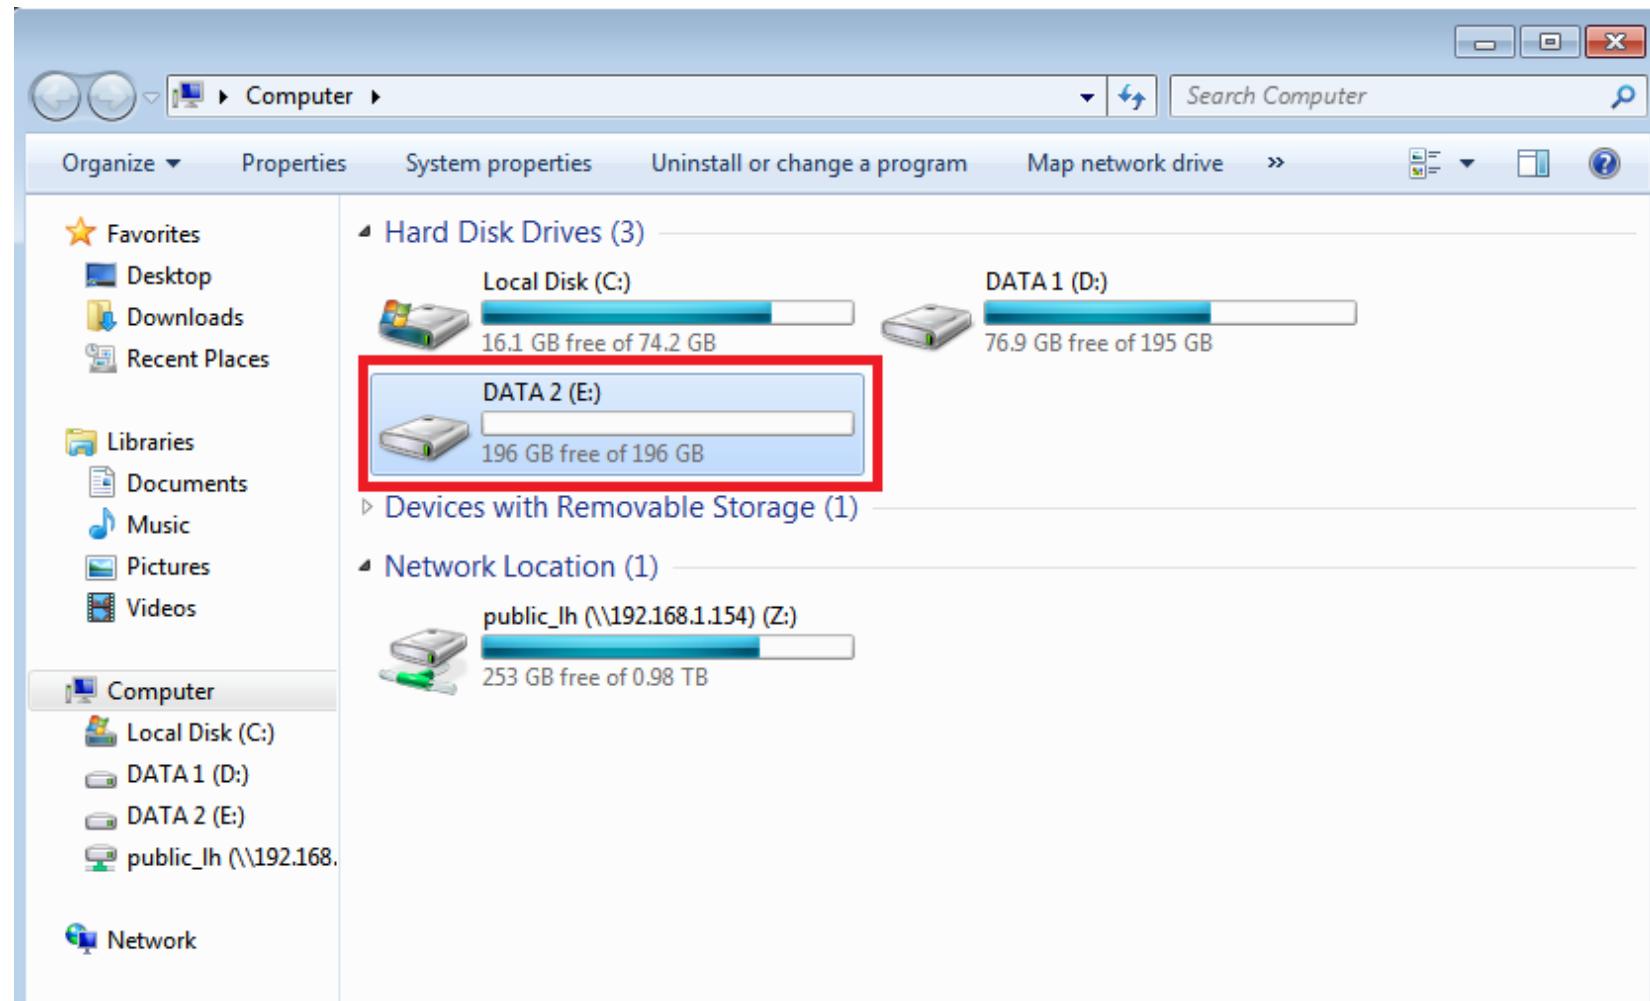 Computer
Search Computer
Organize Properties System properties Uninstall or change a program Map network drive »
Favorites
Desktop
Downloads
Recent Places
Libraries
Documents
Music
Pictures
Videos
Computer
Local Disk (C:)
DATA 1 (D:)
DATA 2 (E:)
public_lh (\\192.168.
Network
Hard Disk Drives (3)
Local Disk (C:)
16.1 GB free of 74.2 GB
DATA 1 (D:)
76.9 GB free of 195 GB
DATA 2 (E:)
196 GB free of 196 GB
Devices with Removable Storage (1)
Network Location (1)
public_lh (\\192.168.1.154) (Z:)
253 GB free of 0.98 TB